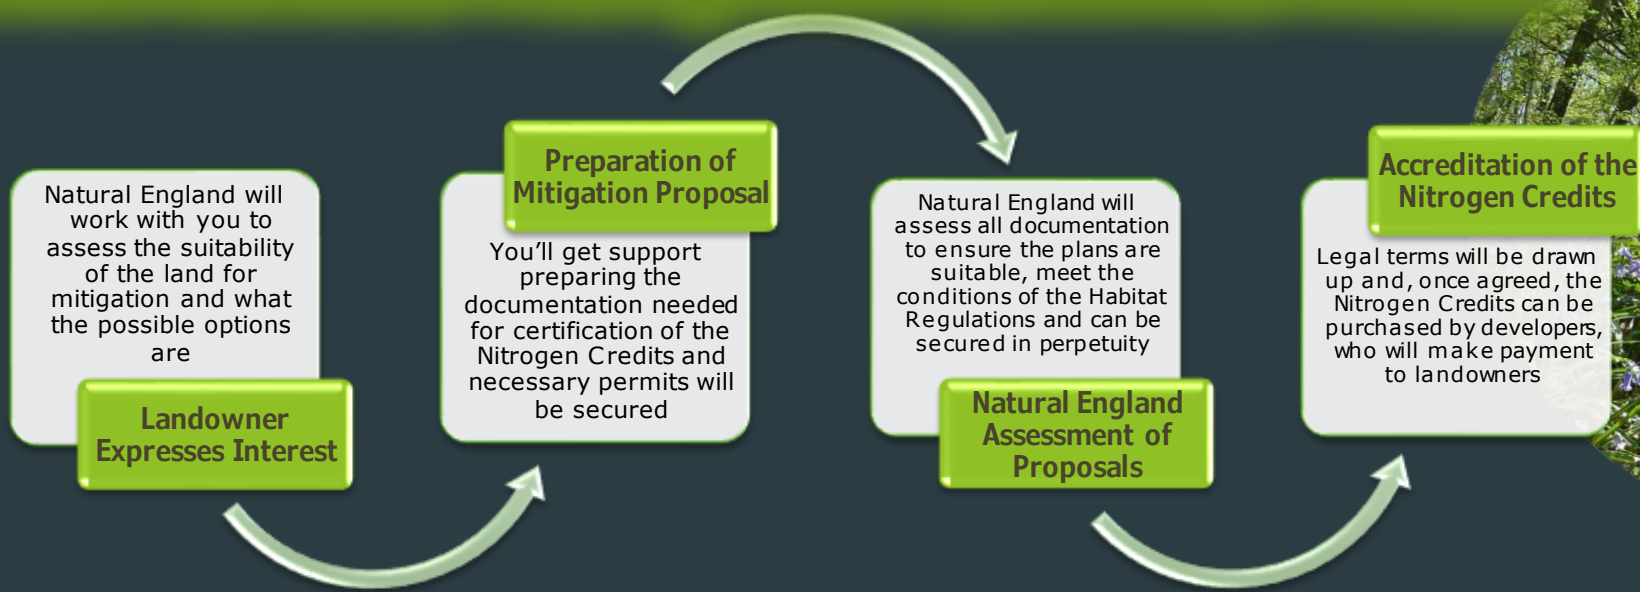 Natural England will
work with you to
assess the suitability
of the land for
mitigation and what
the possible options
are
Landowner
Expresses Interest
Preparation of
Mitigation Proposal
You'll get support
preparing the
documentation needed
for certification of the
Nitrogen Credits and
necessary permits will
be secured
Natural England will
assess all documentation
to ensure the plans are
suitable, meet the
conditions of the Habitat
Regulations and can be
secured in perpetuity
Natural England
Assessment of
Proposals
Accreditation of the
Nitrogen Credits
Legal terms will be drawn
up and, once agreed, the
Nitrogen Credits can be
purchased by developers,
who will make payment
to landowners